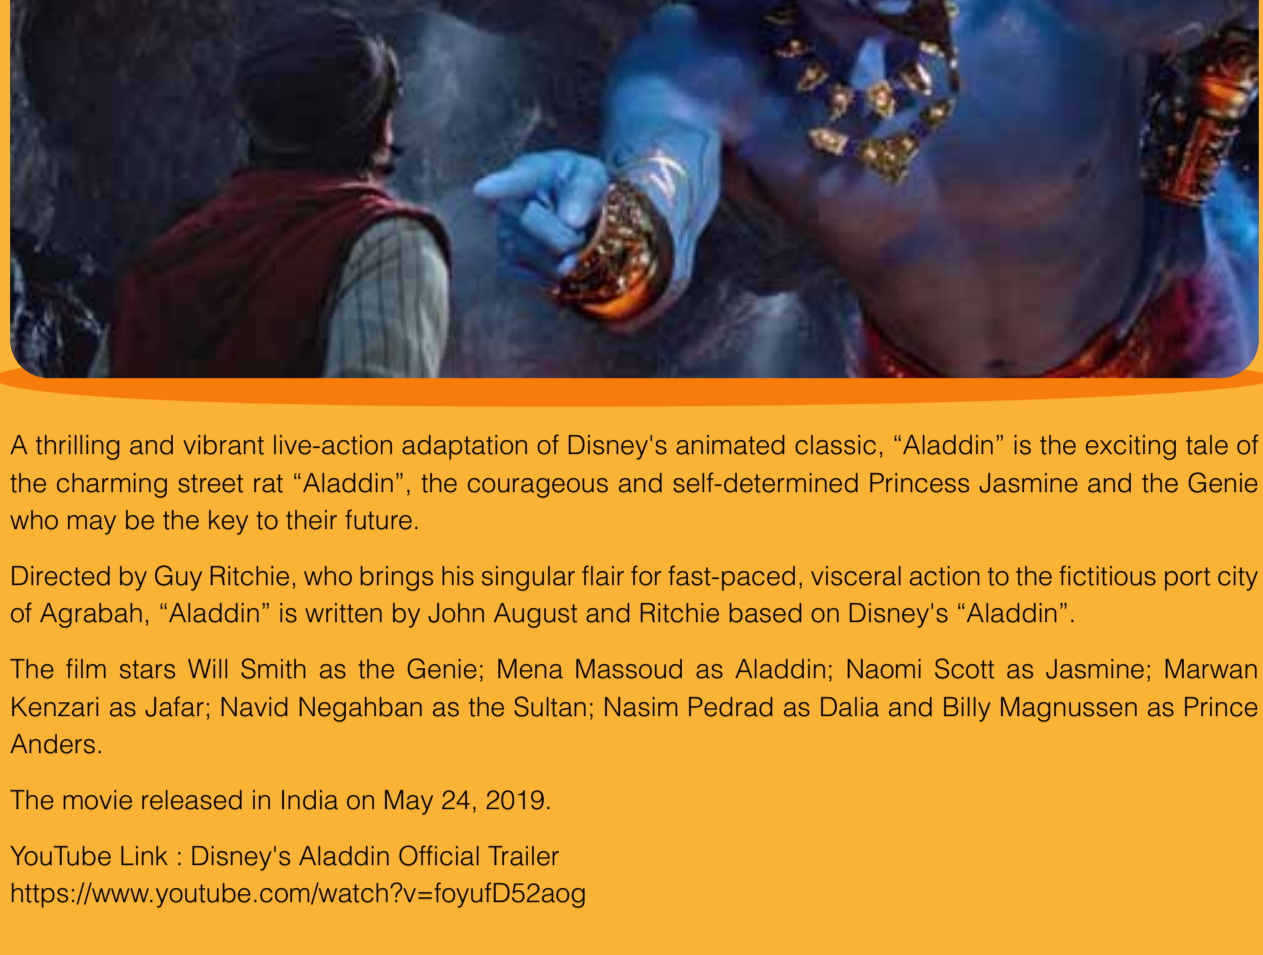 A thrilling and vibrant live-action adaptation of Disney's animated classic, “Aladdin” is the exciting tale of
the charming street rat “Aladdin”, the courageous and self-determined Princess Jasmine and the Genie
who may be the key to their future.
Directed by Guy Ritchie, who brings his singular flair for fast-paced, visceral action to the fictitious port city
of Agrabah, “Aladdin” is written by John August and Ritchie based on Disney's “Aladdin”.
The film stars Will Smith as the Genie; Mena Massoud as Aladdin; Naomi Scott as Jasmine; Marwan
Kenzari as Jafar; Navid Negahban as the Sultan; Nasim Pedrad as Dalia and Billy Magnussen as Prince
Anders.
The movie released in India on May 24, 2019.
YouTube Link : Disney's Aladdin Official Trailer
https://www.youtube.com/watch?v=foyufD52aog